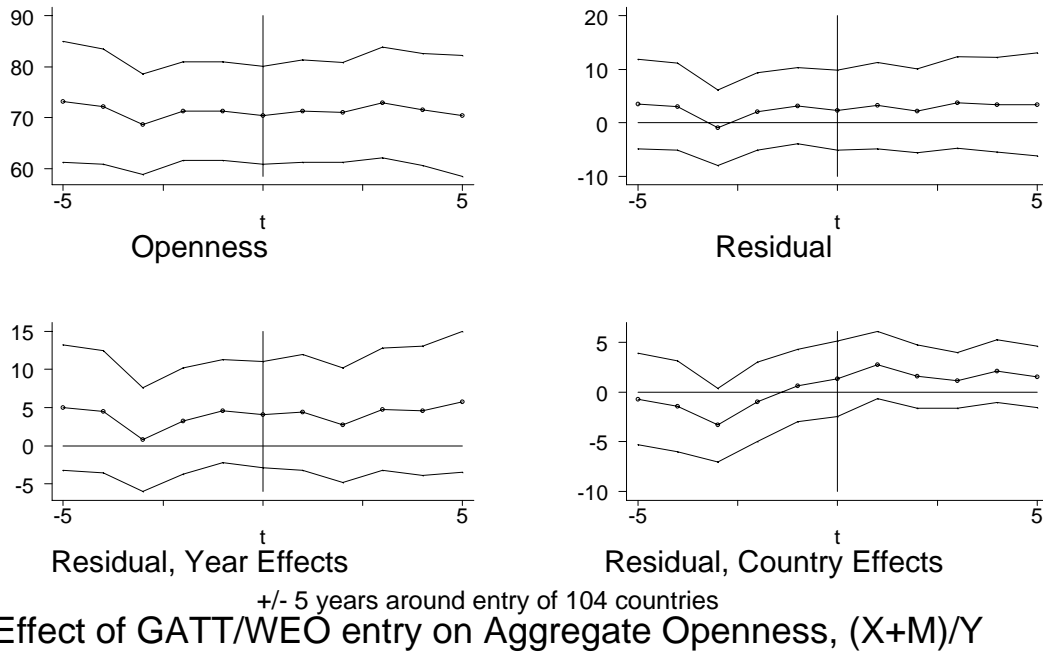 90
80
70
60
-5
5
t
Openness
20
10
0
-10
-5
5
t
Residual
15
10
5
0
-5
-5
5
t
Residual, Year Effects
5
0
-5
-10
-5
5
t
Residual, Country Effects
+/- 5 years around entry of 104 countries
Effect of GATT/WEO entry on Aggregate Openness, (X+M)/Y